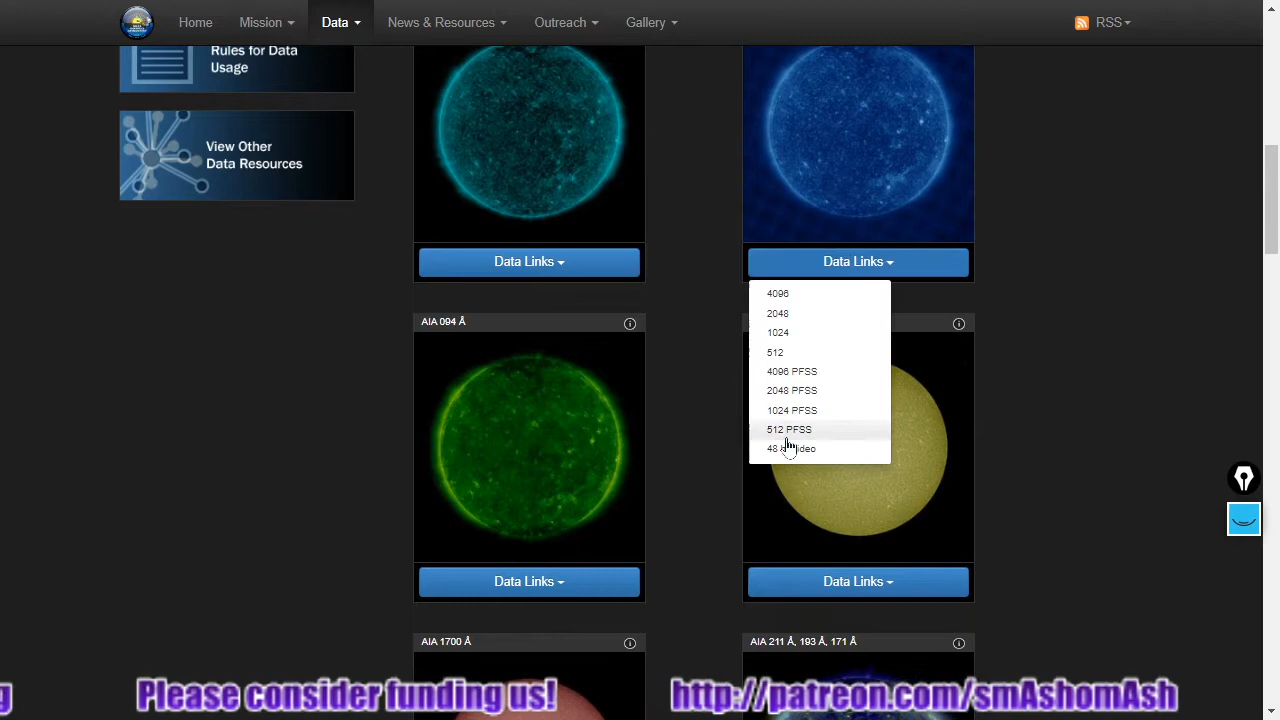 Home
Mission
Data
News & Resources
Outreach
Gallery
RSS
Rules for Data
Usage
View Other
Data Resources
Data Links
Data Links
4096
2048
1024
512
4096 PFSS
2048 PFSS
1024 PFSS
512 PFSS
48
AIA 094 Å
Data Links
Data Links
AIA 1700 Å
AIA 211 Å, 193 Å, 171 Å
g
Please consider funding us!
http://patreon.com/smAshomAsh